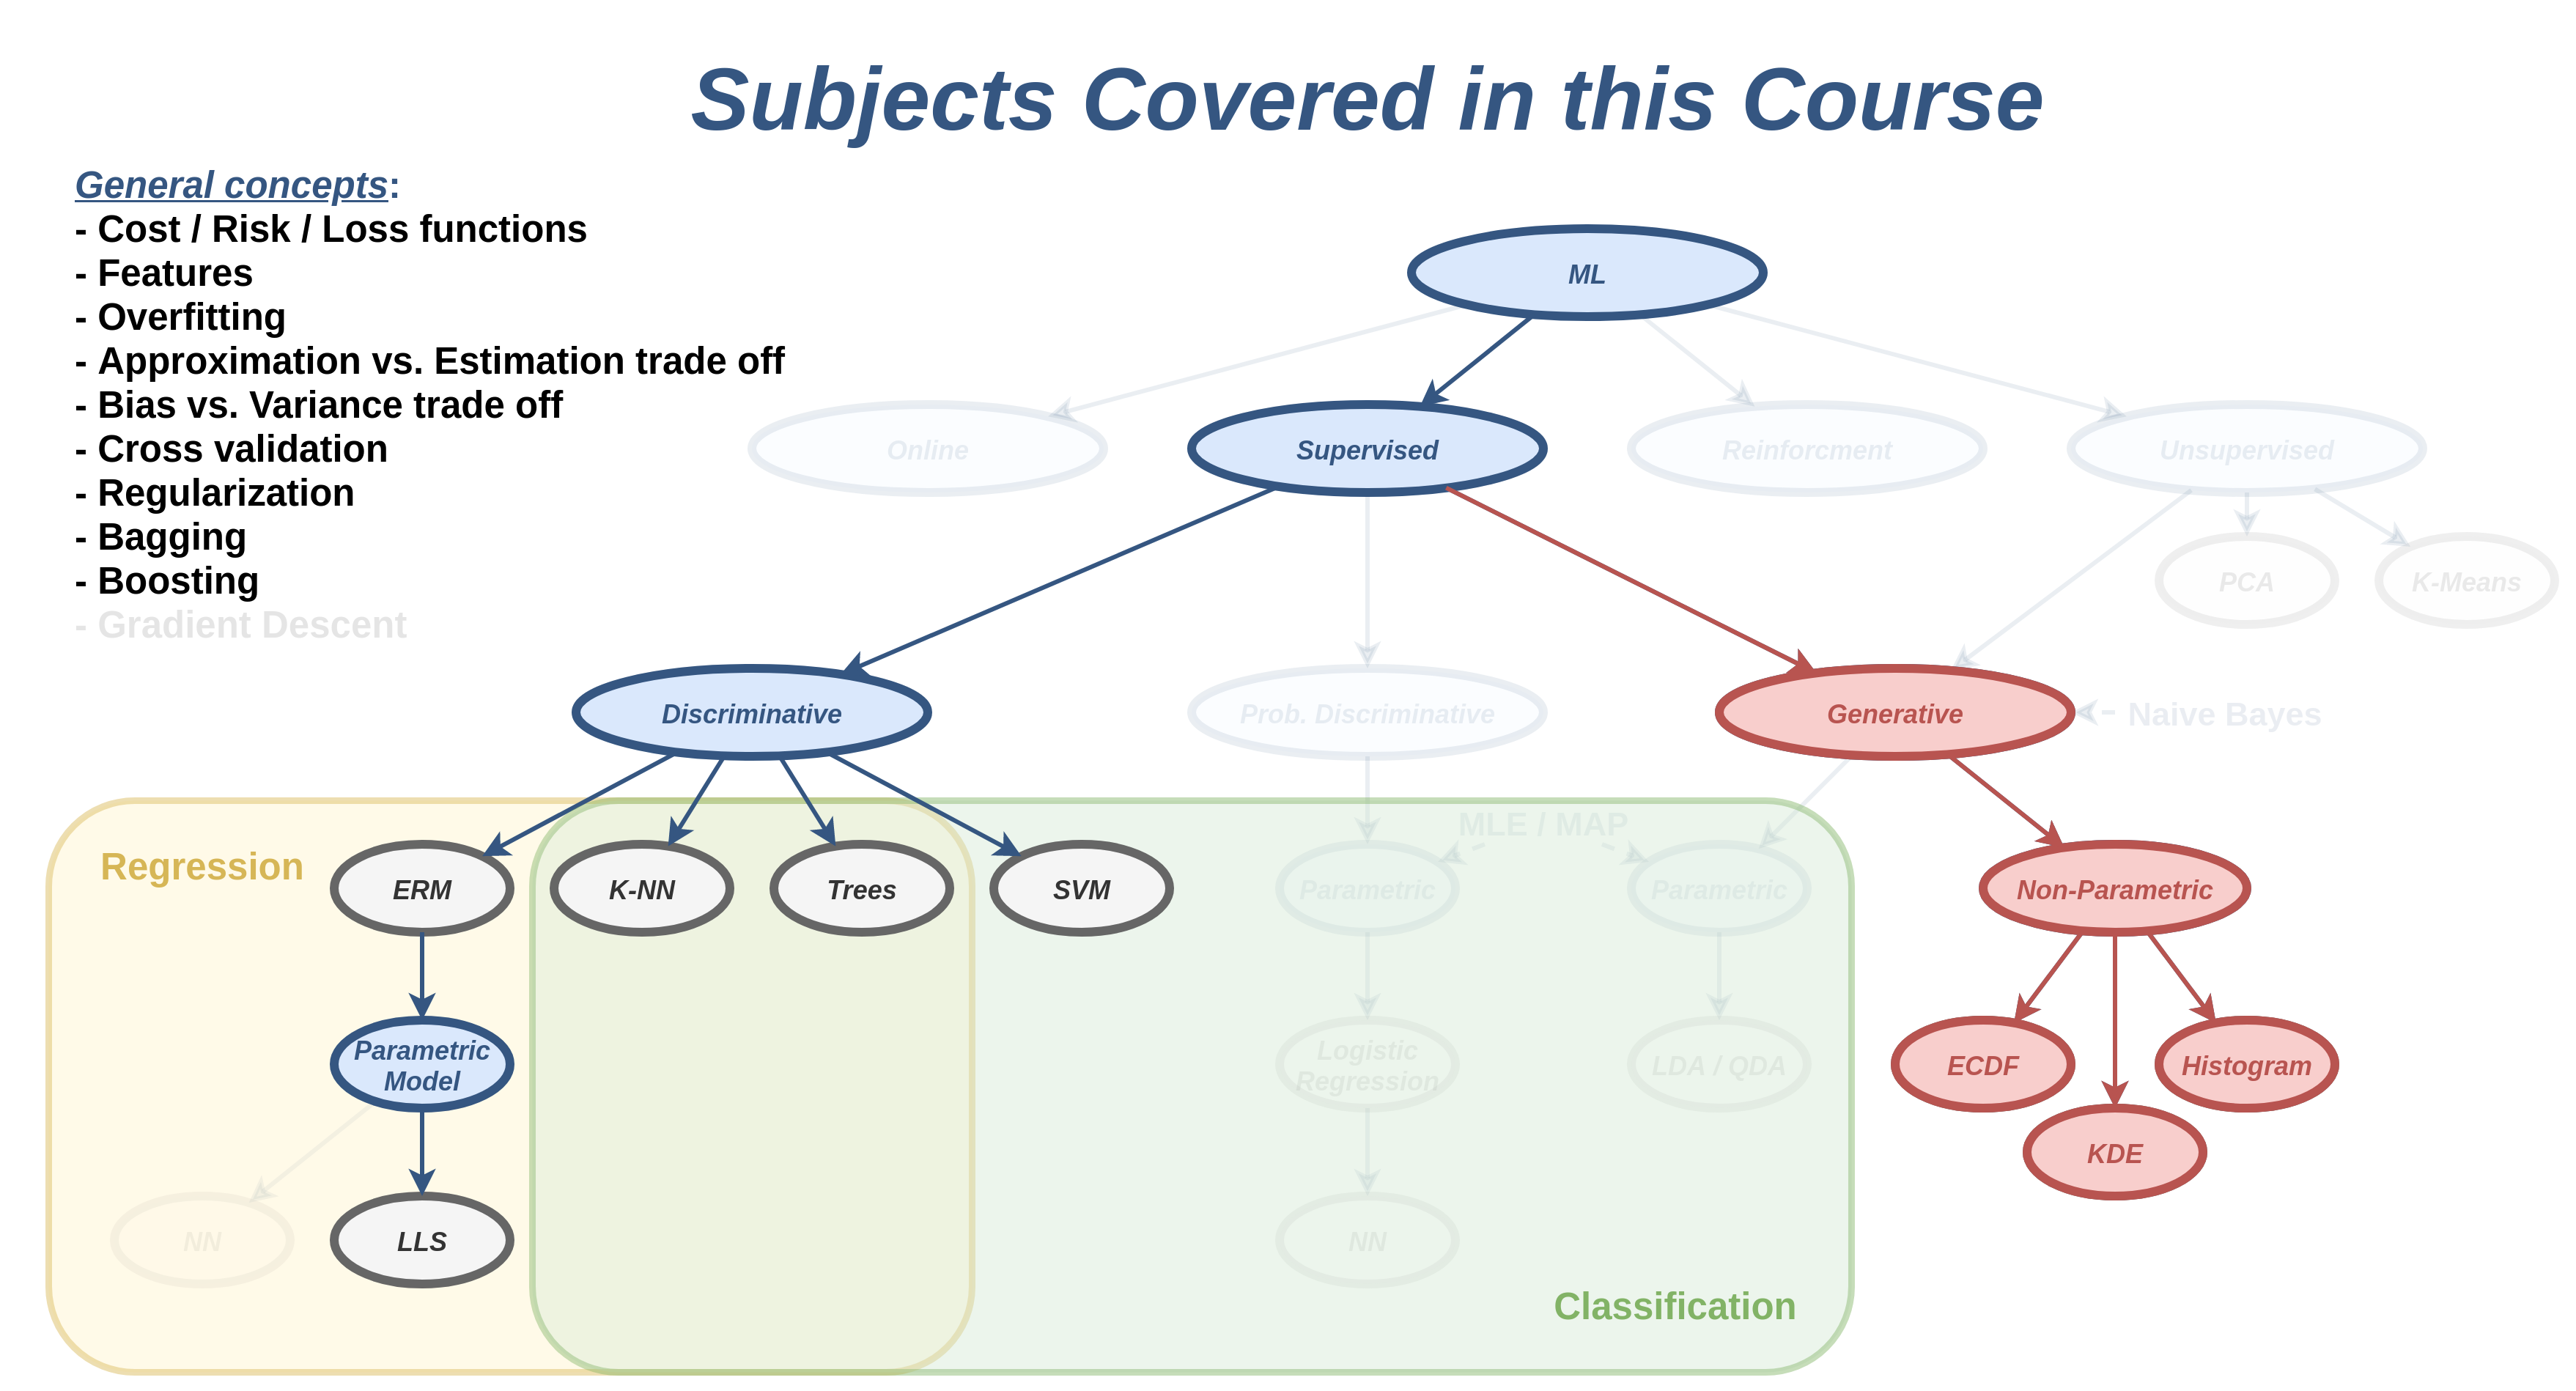 Subjects Covered in this Course
General concepts:
- Cost / Risk / Loss functions
- Features
- Overfitting
- Approximation vs. Estimation trade off
- Bias vs. Variance trade off
- Cross validation
- Regularization
- Bagging
- Boosting
- Gradient Descent
ML
Online
Supervised
Reinforcment
Unsupervised
PCA
K-Means
Discriminative
Prob. Discriminative
Generative
Naive Bayes
MLE / MAP
Regression
ERM
K-NN
Trees
SVM
Parametric
Parametric
Non-Parametric
Parametric
Model
Logistic
Regression
LDA / QDA
ECDF
Histogram
KDE
NN
LLS
NN
Classification